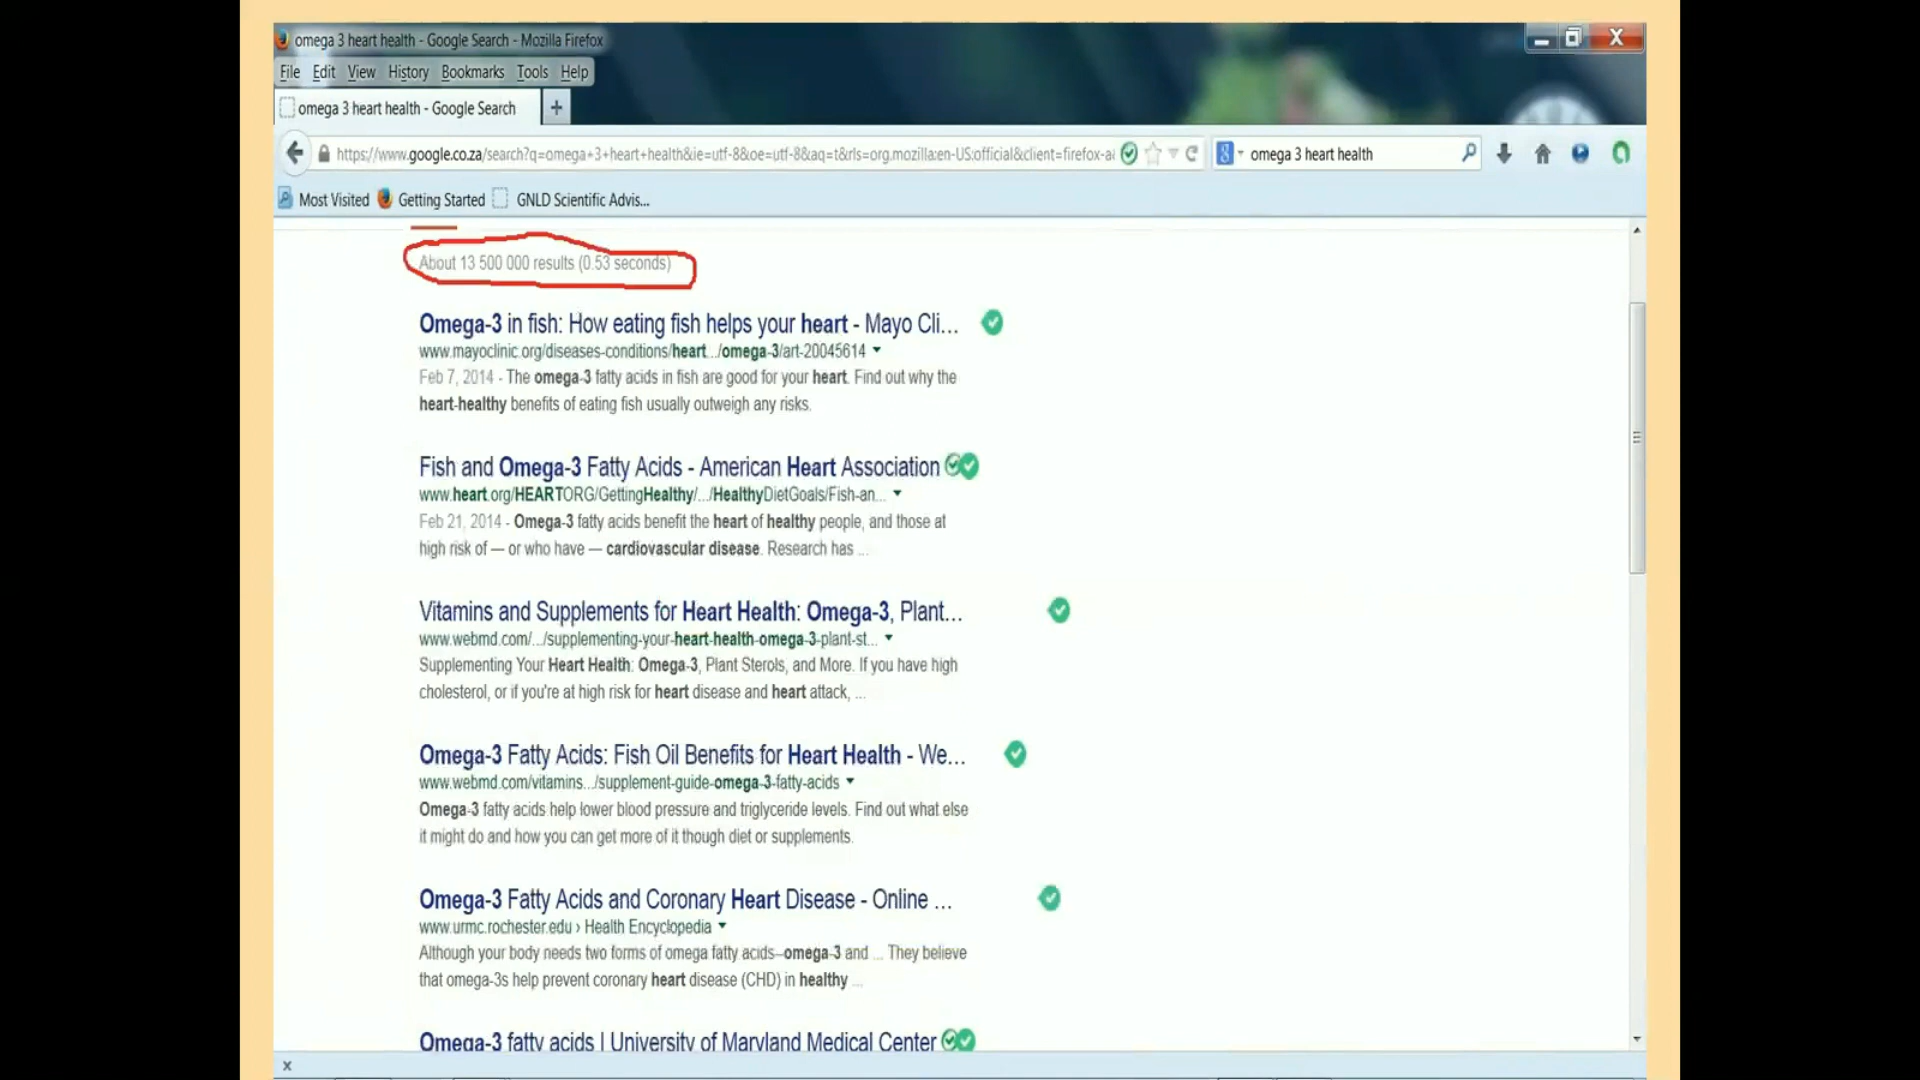 omega 3 heart health - Google Search - Mozilla Firefox
File Edit View History Bookmarks Tools Help
omega 3 heart health - Google Search +
https://www.google.co.za/search?q=omega+3+heart+health&ie=utf-8&oe=utf-8&aq=t&rls=org.mozilla:en-US:official&client=firefox-a& omega 3 heart health
Most Visited Getting Started GNLD Scientific Advis...
About 13 500 000 results (0.53 seconds)
Omega-3 in fish: How eating fish helps your heart - Mayo Cli...
www.mayoclinic.org/diseases-conditions/heart.../omega-3/art-20045614
Feb 7, 2014 - The omega-3 fatty acids in fish are good for your heart. Find out why the
heart-healthy benefits of eating fish usually outweigh any risks.
Fish and Omega-3 Fatty Acids - American Heart Association
www.heart.org/HEARTORG/GettingHealthy/.../HealthyDietGoals/Fish-an...
Feb 21, 2014 - Omega-3 fatty acids benefit the heart of healthy people, and those at
high risk of — or who have — cardiovascular disease. Research has ...
Vitamins and Supplements for Heart Health: Omega-3, Plant...
www.webmd.com/.../supplementing-your-heart-health-omega-3-plant-st...
Supplementing Your Heart Health: Omega-3, Plant Sterols, and More. If you have high
cholesterol, or if you're at high risk for heart disease and heart attack, ...
Omega-3 Fatty Acids: Fish Oil Benefits for Heart Health - We...
www.webmd.com/vitamins.../supplement-guide-omega-3-fatty-acids
Omega-3 fatty acids help lower blood pressure and triglyceride levels. Find out what else
it might do and how you can get more of it though diet or supplements.
Omega-3 Fatty Acids and Coronary Heart Disease - Online ...
www.urmc.rochester.edu › Health Encyclopedia
Although your body needs two forms of omega fatty acids--omega-3 and ... They believe
that omega-3s help prevent coronary heart disease (CHD) in healthy ...
Omega-3 fatty acids | University of Maryland Medical Center
x